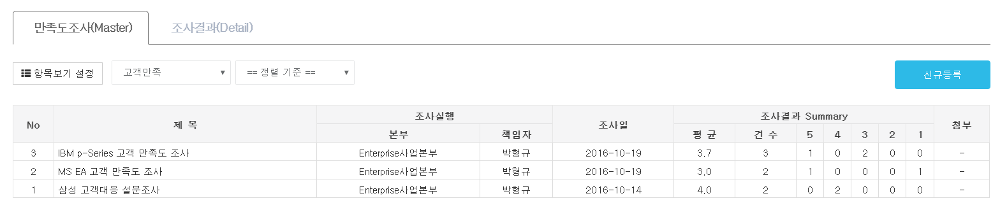 만족도조사(Master) 조사결과(Detail)
항목보기 설정 고객만족 == 정렬 기준 == 신규등록
No 제 목 조사실행 조사일 조사결과 Summary 첨부
본부 책임자 평 균 건 수 5 4 3 2 1
3 IBM p-Series 고객 만족도 조사 Enterprise사업본부 박형규 2016-10-19 3.7 3 1 0 2 0 0 -
2 MS EA 고객 만족도 조사 Enterprise사업본부 박형규 2016-10-19 3.0 2 1 0 0 0 1 -
1 삼성 고객대응 설문조사 Enterprise사업본부 박형규 2016-10-14 4.0 2 0 2 0 0 0 -